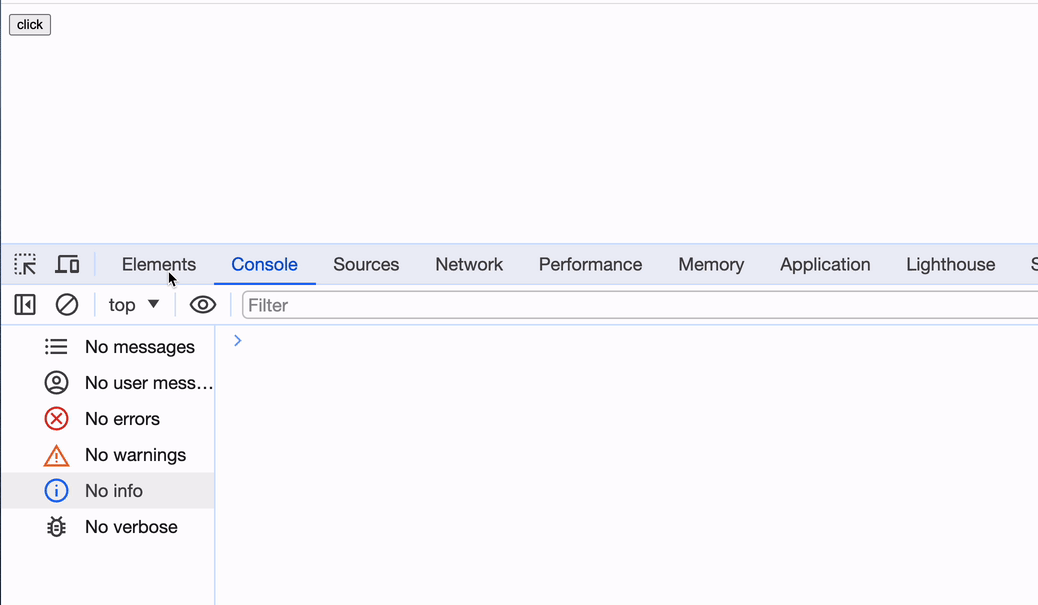 click
Elements Console Sources Network Performance Memory Application Lighthouse
top Filter
No messages
No user mess…
No errors
No warnings
No info
No verbose